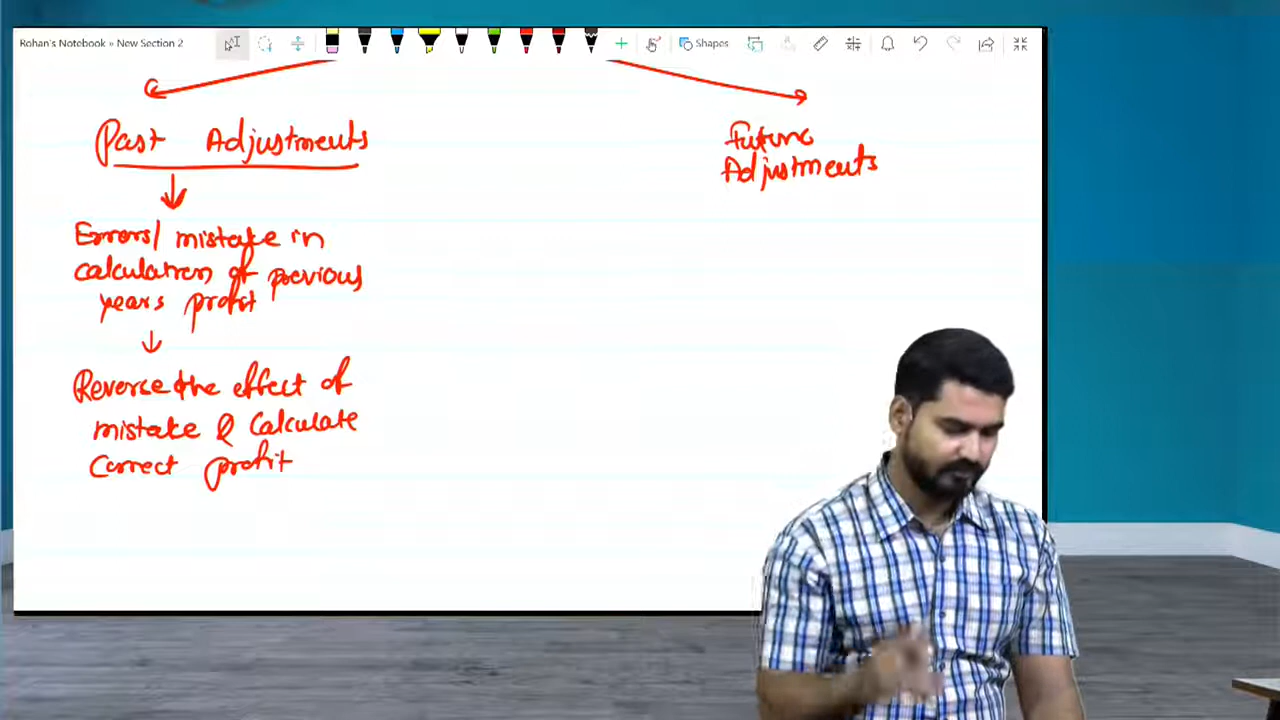 Rohan's Notebook » New Section 2
Shapes
Past Adjustments
Errors/ mistake in
calculation of previous
years profit
Reverse the effect of
mistake & Calculate
Correct profit
Future
Adjustments